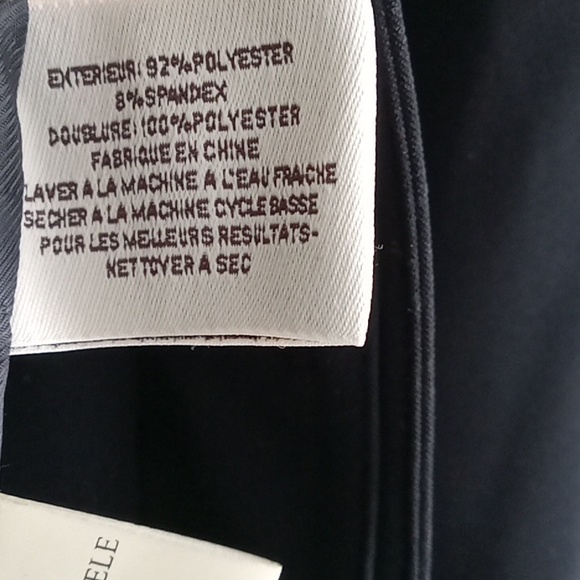 EXTERIEUR: 92%POLYESTER
8%SPANDEX
DOUBLURE: 100%POLYESTER
FABRIQUE EN CHINE
LAVER A LA MACHINE A L'EAU FRAICHE
SECHER A LA MACHINE CYCLE BASSE
POUR LES MEILLEURS RESULTATS-
NETTOYER A SEC
ELE